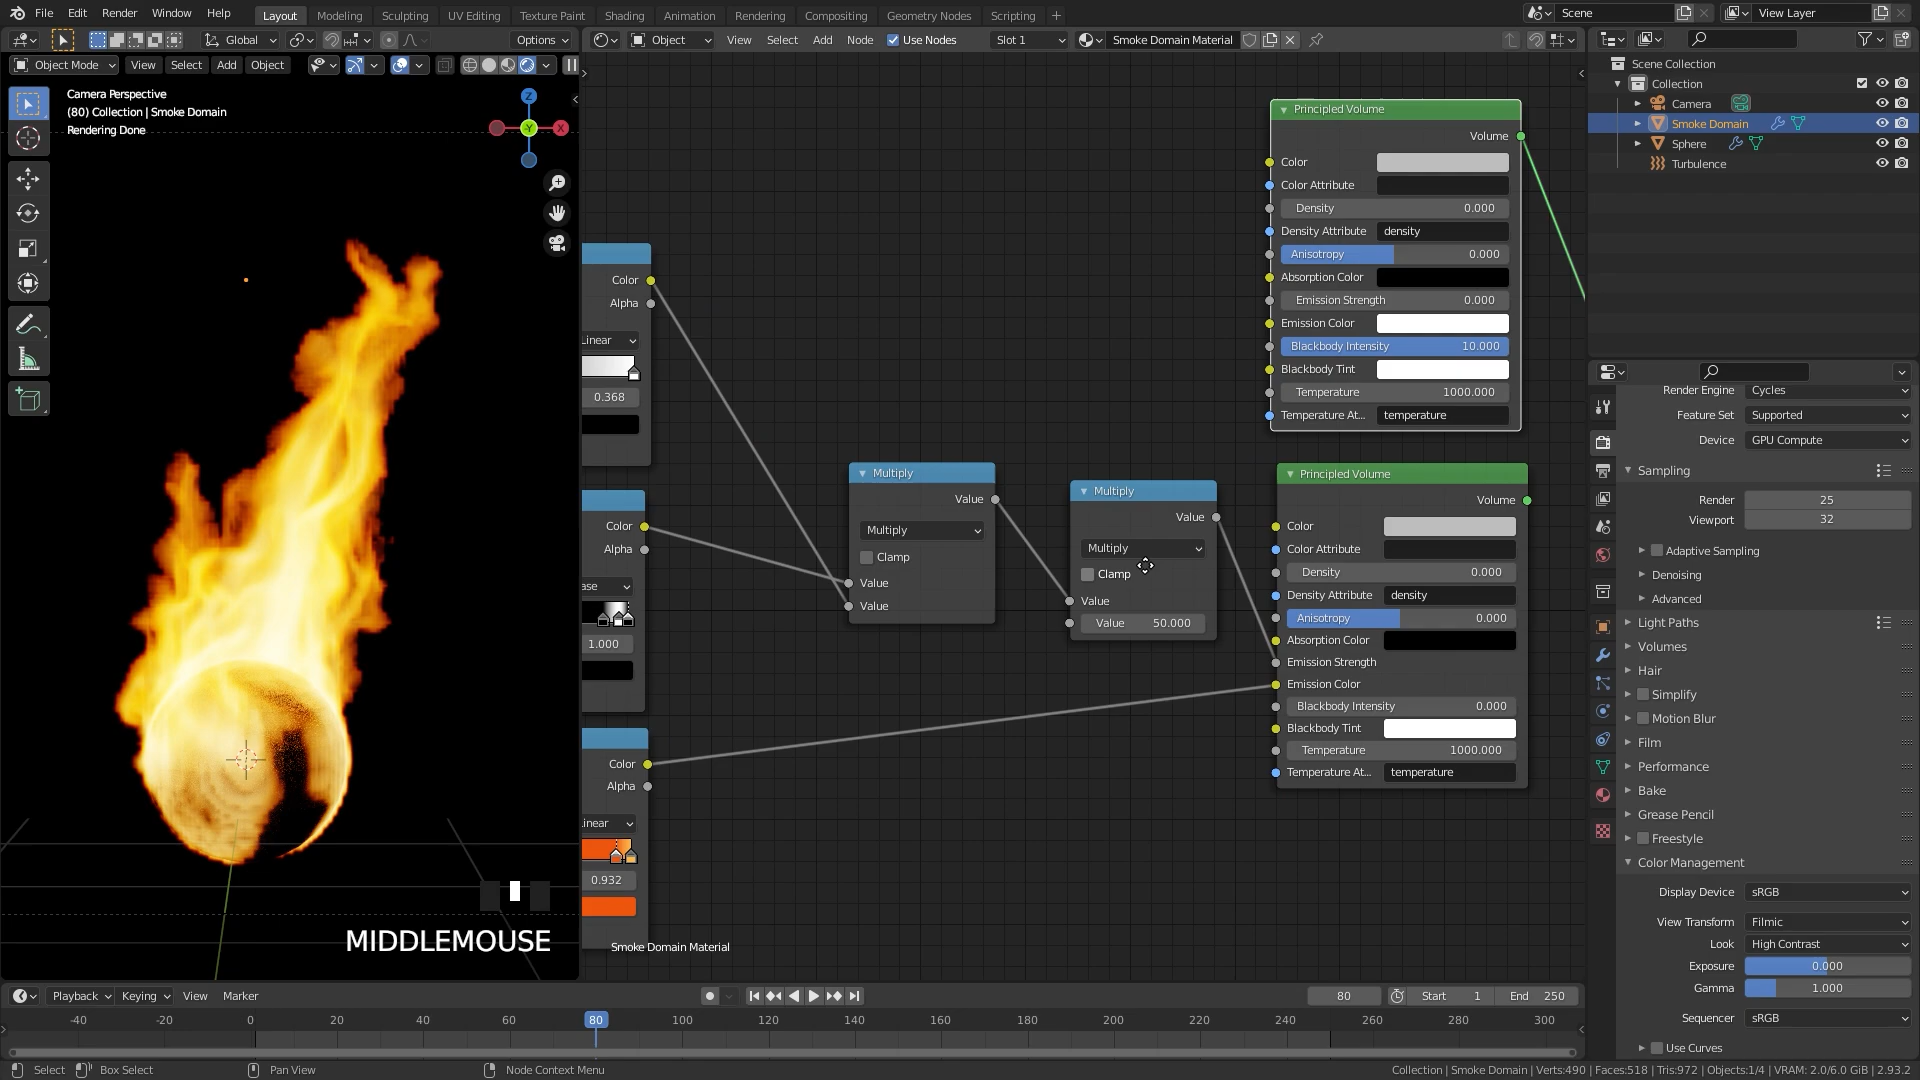 File Edit Render Window Help Layout Modeling Sculpting UV Editing Texture Paint Shading Animation Rendering Compositing Geometry Nodes Scripting + Scene View Layer
Global Options Object View Select Add Node Use Nodes Slot 1 Smoke Domain Material
Object Mode View Select Add Object
Camera Perspective
(80) Collection | Smoke Domain
Rendering Done
Z
Y
X
Scene Collection
Collection
Camera
Smoke Domain
Sphere
Turbulence
Color
Alpha
Linear
0.368
Color
Alpha
ase
1.000
Color
Alpha
inear
0.932
Multiply
Value
Multiply
Clamp
Value
Value
Multiply
Value
Multiply
Clamp
Value
Value 50.000
Principled Volume
Volume
Color
Color Attribute
Density 0.000
Density Attribute density
Anisotropy 0.000
Absorption Color
Emission Strength 0.000
Emission Color
Blackbody Intensity 10.000
Blackbody Tint
Temperature 1000.000
Temperature At... temperature
Principled Volume
Volume
Color
Color Attribute
Density 0.000
Density Attribute density
Anisotropy 0.000
Absorption Color
Emission Strength
Emission Color
Blackbody Intensity 0.000
Blackbody Tint
Temperature 1000.000
Temperature At... temperature
MIDDLEMOUSE
Smoke Domain Material
Render Engine Cycles
Feature Set Supported
Device GPU Compute
Sampling
Render 25
Viewport 32
Adaptive Sampling
Denoising
Advanced
Light Paths
Volumes
Hair
Simplify
Motion Blur
Film
Performance
Bake
Grease Pencil
Freestyle
Color Management
Display Device sRGB
View Transform Filmic
Look High Contrast
Exposure 0.000
Gamma 1.000
Sequencer sRGB
Use Curves
Playback Keying View Marker 80 Start 1 End 250
-40 -20 0 20 40 60 80 100 120 140 160 180 200 220 240 260 280 300
Select Box Select Pan View Node Context Menu Collection | Smoke Domain | Verts:490 | Faces:518 | Tris:972 | Objects:1/4 | VRAM: 2.0/6.0 GiB | 2.93.2